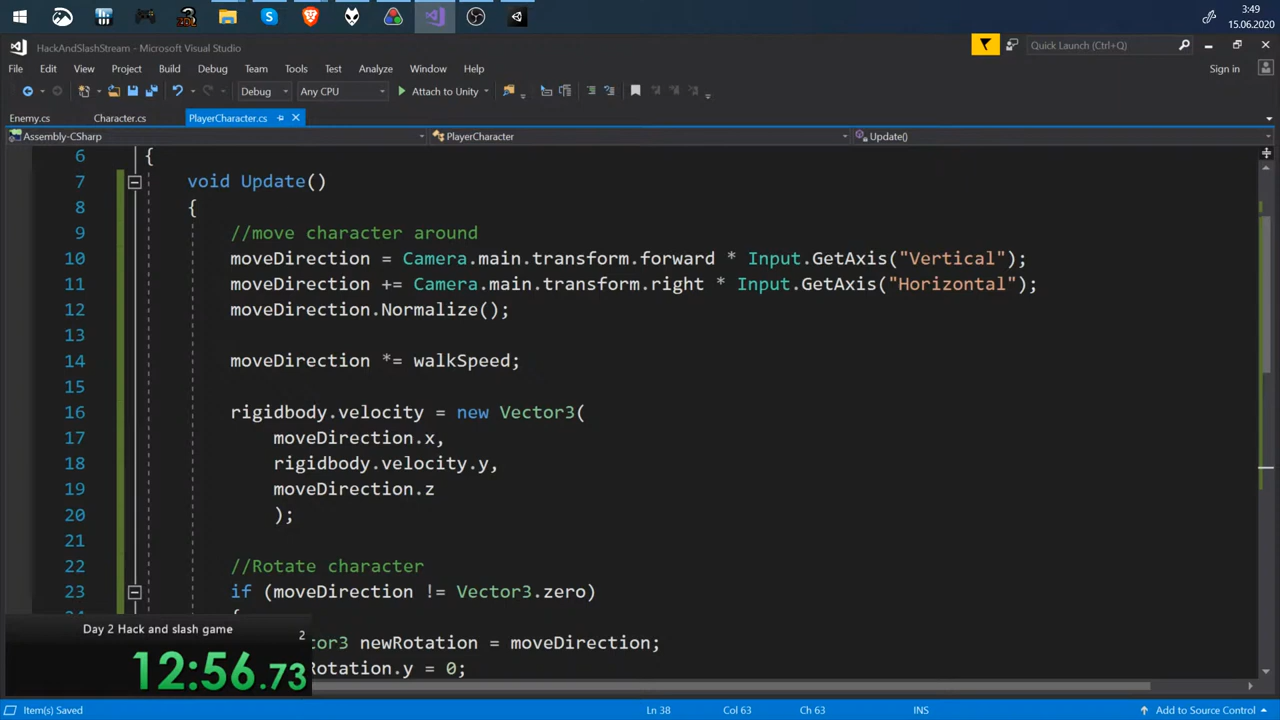 3:49
15.06.2020
HackAndSlashStream - Microsoft Visual Studio
Quick Launch (Ctrl+Q)
File Edit View Project Build Debug Team Tools Test Analyze Window Help
Sign in
Debug Any CPU Attach to Unity
Enemy.cs Character.cs PlayerCharacter.cs
Assembly-CSharp PlayerCharacter Update()
6 {
7 void Update()
8 {
9 //move character around
10 moveDirection = Camera.main.transform.forward * Input.GetAxis("Vertical");
11 moveDirection += Camera.main.transform.right * Input.GetAxis("Horizontal");
12 moveDirection.Normalize();
13
14 moveDirection *= walkSpeed;
15
16 rigidbody.velocity = new Vector3(
17 moveDirection.x,
18 rigidbody.velocity.y,
19 moveDirection.z
20 );
21
22 //Rotate character
23 if (moveDirection != Vector3.zero)
{
Day 2 Hack and slash game 2
12:56.73
tor3 newRotation = moveDirection;
Rotation.y = 0;
Item(s) Saved Ln 38 Col 63 Ch 63 INS Add to Source Control